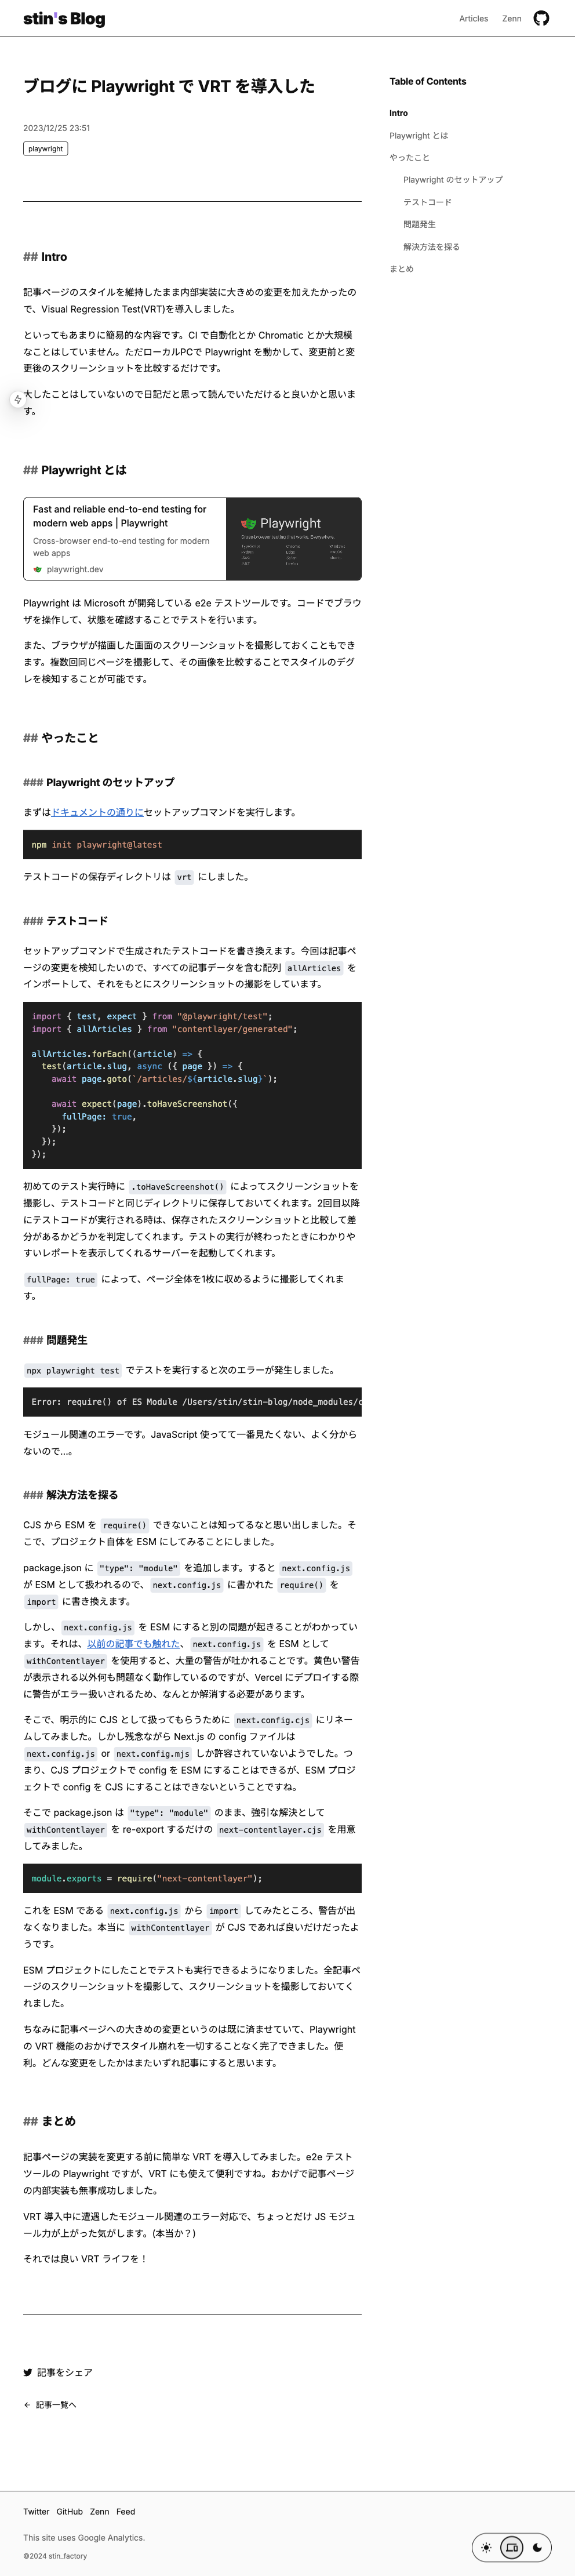 stin's Blog
Articles
Zenn
ブログに Playwright で VRT を導入した
2023/12/25 23:51
playwright
Table of Contents
Intro
Playwright とは
やったこと
Playwright のセットアップ
テストコード
問題発生
解決方法を探る
まとめ
## Intro
記事ページのスタイルを維持したまま内部実装に大きめの変更を加えたかったの
で、Visual Regression Test(VRT)を導入しました。
といってもあまりに簡易的な内容です。CI で自動化とか Chromatic とか大規模
なことはしていません。ただローカルPCで Playwright を動かして、変更前と変
更後のスクリーンショットを比較するだけです。
大したことはしていないので日記だと思って読んでいただけると良いかと思いま
す。
## Playwright とは
Fast and reliable end-to-end testing for
modern web apps | Playwright
Cross-browser end-to-end testing for modern
web apps
playwright.dev
Playwright
Playwright は Microsoft が開発している e2e テストツールです。コードでブラウ
ザを操作して、状態を確認することでテストを行います。
また、ブラウザが描画した画面のスクリーンショットを撮影しておくこともでき
ます。複数回同じページを撮影して、その画像を比較することでスタイルのデグ
レを検知することが可能です。
## やったこと
### Playwright のセットアップ
まずはドキュメントの通りにセットアップコマンドを実行します。
npm init playwright@latest
テストコードの保存ディレクトリは vrt にしました。
### テストコード
セットアップコマンドで生成されたテストコードを書き換えます。今回は記事ペ
ージの変更を検知したいので、すべての記事データを含む配列 allArticles を
インポートして、それをもとにスクリーンショットの撮影をしています。
import { test, expect } from "@playwright/test";
import { allArticles } from "contentlayer/generated";
allArticles.forEach((article) => {
test(article.slug, async ({ page }) => {
await page.goto(`/articles/${article.slug}`);
await expect(page).toHaveScreenshot({
fullPage: true,
});
});
});
初めてのテスト実行時に .toHaveScreenshot() によってスクリーンショットを
撮影し、テストコードと同じディレクトリに保存しておいてくれます。2回目以降
にテストコードが実行される時は、保存されたスクリーンショットと比較して差
分があるかどうかを判定してくれます。テストの実行が終わったときにわかりや
すいレポートを表示してくれるサーバーを起動してくれます。
fullPage: true によって、ページ全体を1枚に収めるように撮影してくれま
す。
### 問題発生
npx playwright test でテストを実行すると次のエラーが発生しました。
Error: require() of ES Module /Users/stin/stin-blog/node_modules/c
モジュール関連のエラーです。JavaScript 使ってて一番見たくない、よく分から
ないので…。
### 解決方法を探る
CJS から ESM を require() できないことは知ってるなと思い出しました。そ
こで、プロジェクト自体を ESM にしてみることにしました。
package.json に "type": "module" を追加します。すると next.config.js
が ESM として扱われるので、 next.config.js に書かれた require() を
import に書き換えます。
しかし、 next.config.js を ESM にすると別の問題が起きることがわかってい
ます。それは、以前の記事でも触れた、 next.config.js を ESM として
withContentlayer を使用すると、大量の警告が吐かれることです。黄色い警告
が表示される以外何も問題なく動作しているのですが、Vercel にデプロイする際
に警告がエラー扱いされるため、なんとか解消する必要があります。
そこで、明示的に CJS として扱ってもらうために next.config.cjs にリネー
ムしてみました。しかし残念ながら Next.js の config ファイルは
next.config.js or next.config.mjs しか許容されていないようでした。つ
まり、CJS プロジェクトで config を ESM にすることはできるが、ESM プロジ
ェクトで config を CJS にすることはできないということですね。
そこで package.json は "type": "module" のまま、強引な解決として
withContentlayer を re-export するだけの next-contentlayer.cjs を用意
してみました。
module.exports = require("next-contentlayer");
これを ESM である next.config.js から import してみたところ、警告が出
なくなりました。本当に withContentlayer が CJS であれば良いだけだったよ
うです。
ESM プロジェクトにしたことでテストも実行できるようになりました。全記事ペ
ージのスクリーンショットを撮影して、スクリーンショットを撮影しておいてく
れました。
ちなみに記事ページへの大きめの変更というのは既に済ませていて、Playwright
の VRT 機能のおかげでスタイル崩れを一切することなく完了できました。便
利。どんな変更をしたかはまたいずれ記事にすると思います。
## まとめ
記事ページの実装を変更する前に簡単な VRT を導入してみました。e2e テスト
ツールの Playwright ですが、VRT にも使えて便利ですね。おかげで記事ページ
の内部実装も無事成功しました。
VRT 導入中に遭遇したモジュール関連のエラー対応で、ちょっとだけ JS モジュ
ール力が上がった気がします。(本当か？)
それでは良い VRT ライフを！
記事をシェア
← 記事一覧へ
Twitter
GitHub
Zenn
Feed
This site uses Google Analytics.
©2024 stin_factory